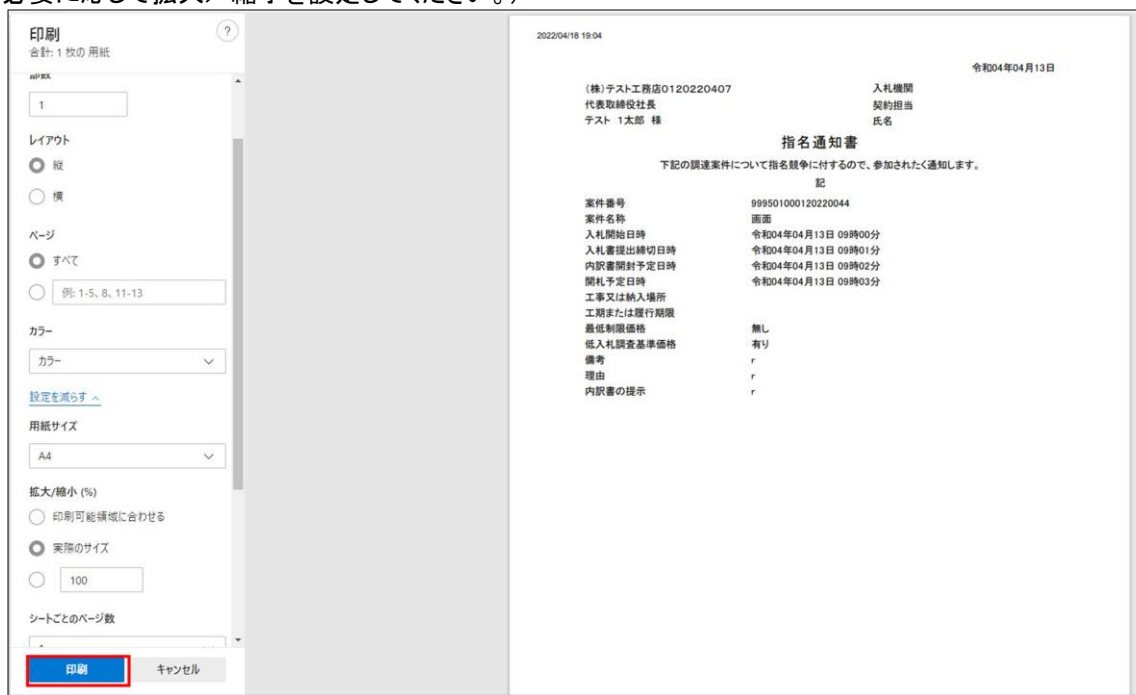 必要に応じて拡大/縮小を設定してください。)
印刷
?
合計: 1 枚の 用紙
部数
1
レイアウト
縦
横
ページ
すべて
例: 1-5、8、11-13
カラー
カラー
設定を減らす
用紙サイズ
A4
拡大/縮小 (%)
印刷可能領域に合わせる
実際のサイズ
100
シートごとのページ数
印刷 キャンセル
2022/04/18 19:04
令和04年04月13日
(株)テスト工務店0120220407 入札機関
代表取締役社長 契約担当
テスト 1太郎 様 氏名
指名通知書
下記の調達案件について指名競争に付するので、参加されたく通知します。
記
案件番号 999501000120220044
案件名称 画面
入札開始日時 令和04年04月13日 09時00分
入札書提出締切日時 令和04年04月13日 09時01分
内訳書開封予定日時 令和04年04月13日 09時02分
開札予定日時 令和04年04月13日 09時03分
工事又は納入場所
工期または履行期限
最低制限価格 無し
低入札調査基準価格 有り
備考 r
理由 r
内訳書の提示 r